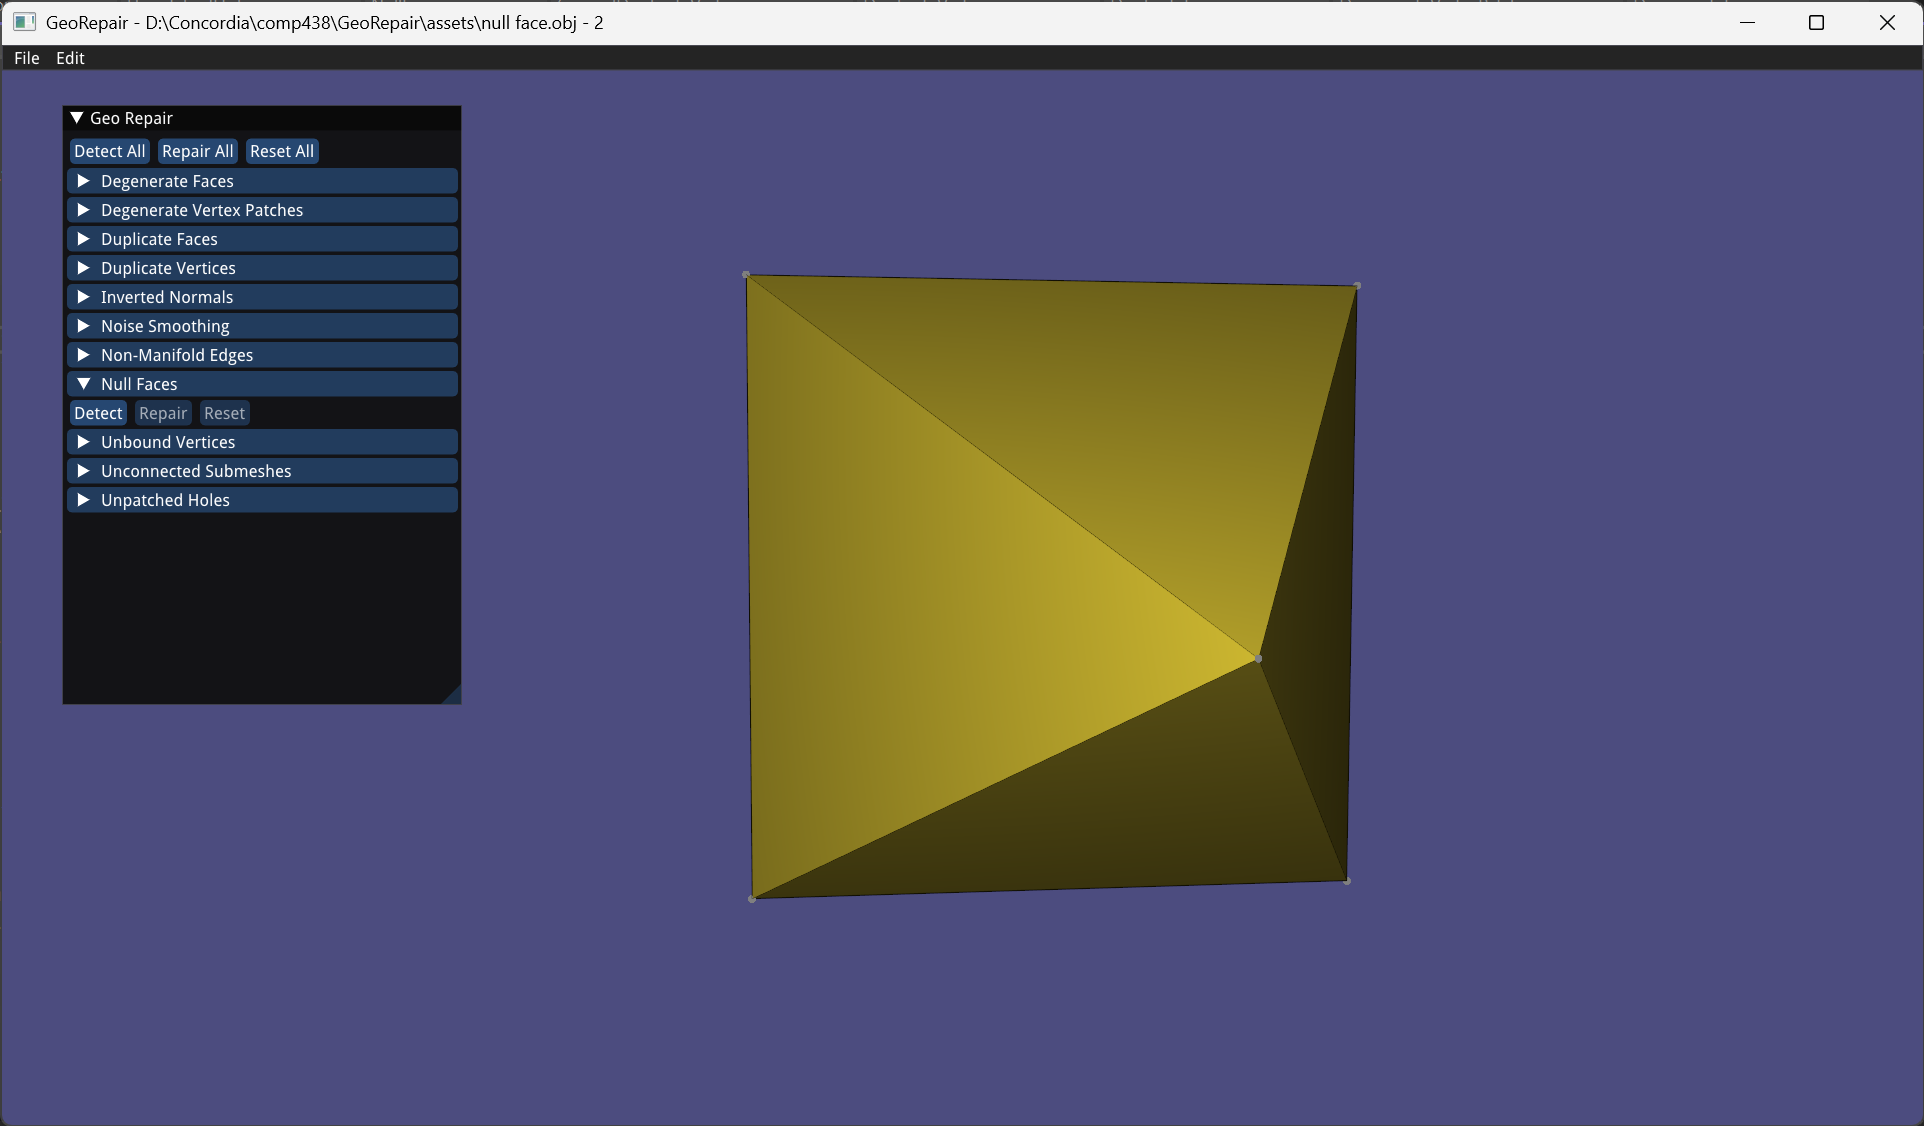 GeoRepair - D:\Concordia\comp438\GeoRepair\assets\null face.obj - 2
File Edit
Geo Repair
Detect All Repair All Reset All
Degenerate Faces
Degenerate Vertex Patches
Duplicate Faces
Duplicate Vertices
Inverted Normals
Noise Smoothing
Non-Manifold Edges
Null Faces
Detect Repair Reset
Unbound Vertices
Unconnected Submeshes
Unpatched Holes